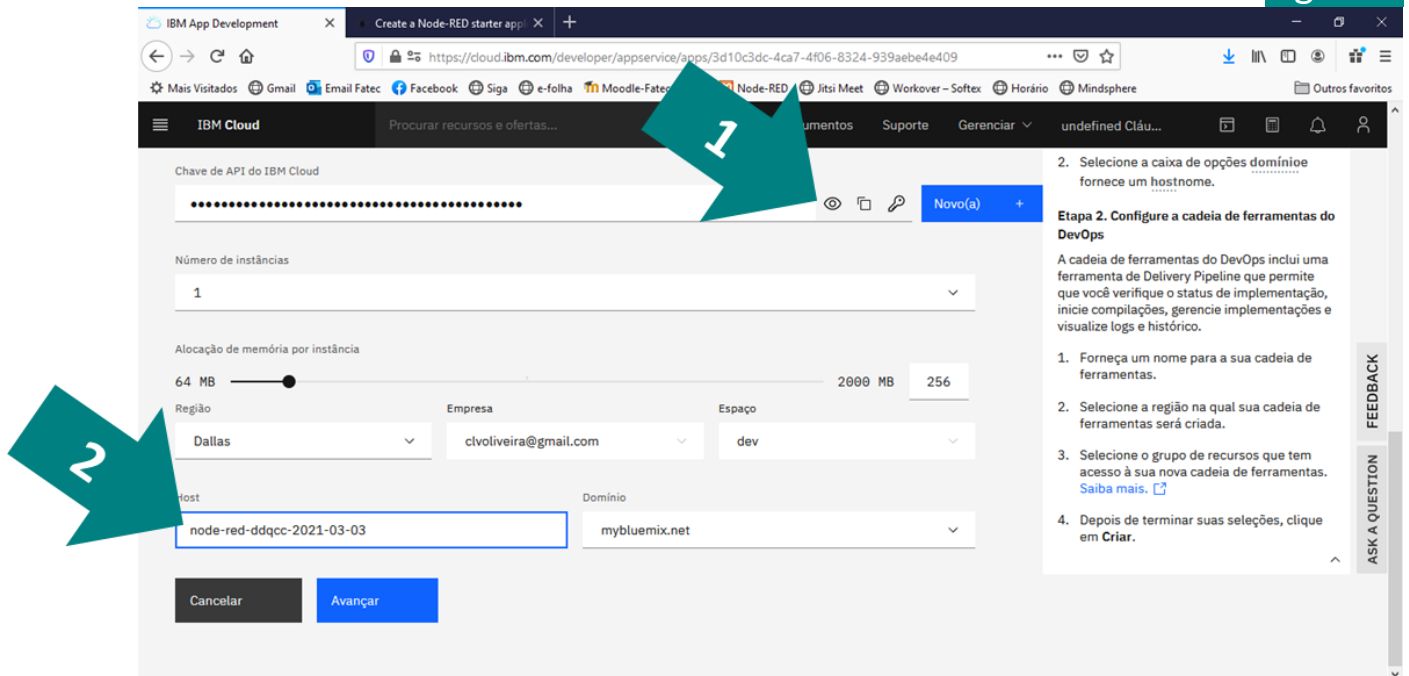 IBM App Development
Create a Node-RED starter appl
https://cloud.ibm.com/developer/appservice/apps/3d10c3dc-4ca7-4f06-8324-939aebe4e409
Mais Visitados Gmail Email Fatec Facebook Siga e-folha Moodle-Fatec Node-RED Jitsi Meet Workover – Softex Horário Mindsphere Outros favoritos
IBM Cloud Procurar recursos e ofertas... umentos Suporte Gerenciar undefined Cláu...
1
Chave de API do IBM Cloud
••••••••••••••••••••••••••••••••••••••••••••
Novo(a) +
Número de instâncias
1
Alocação de memória por instância
64 MB 2000 MB 256
Região Empresa Espaço
Dallas clvoliveira@gmail.com dev
2
Host Domínio
node-red-ddqcc-2021-03-03 mybluemix.net
Cancelar Avançar
2. Selecione a caixa de opções domínioe
fornece um hostnome.
Etapa 2. Configure a cadeia de ferramentas do
DevOps
A cadeia de ferramentas do DevOps inclui uma
ferramenta de Delivery Pipeline que permite
que você verifique o status de implementação,
inicie compilações, gerencie implementações e
visualize logs e histórico.
1. Forneça um nome para a sua cadeia de
ferramentas.
2. Selecione a região na qual sua cadeia de
ferramentas será criada.
3. Selecione o grupo de recursos que tem
acesso à sua nova cadeia de ferramentas.
Saiba mais.
4. Depois de terminar suas seleções, clique
em Criar.
FEEDBACK
ASK A QUESTION